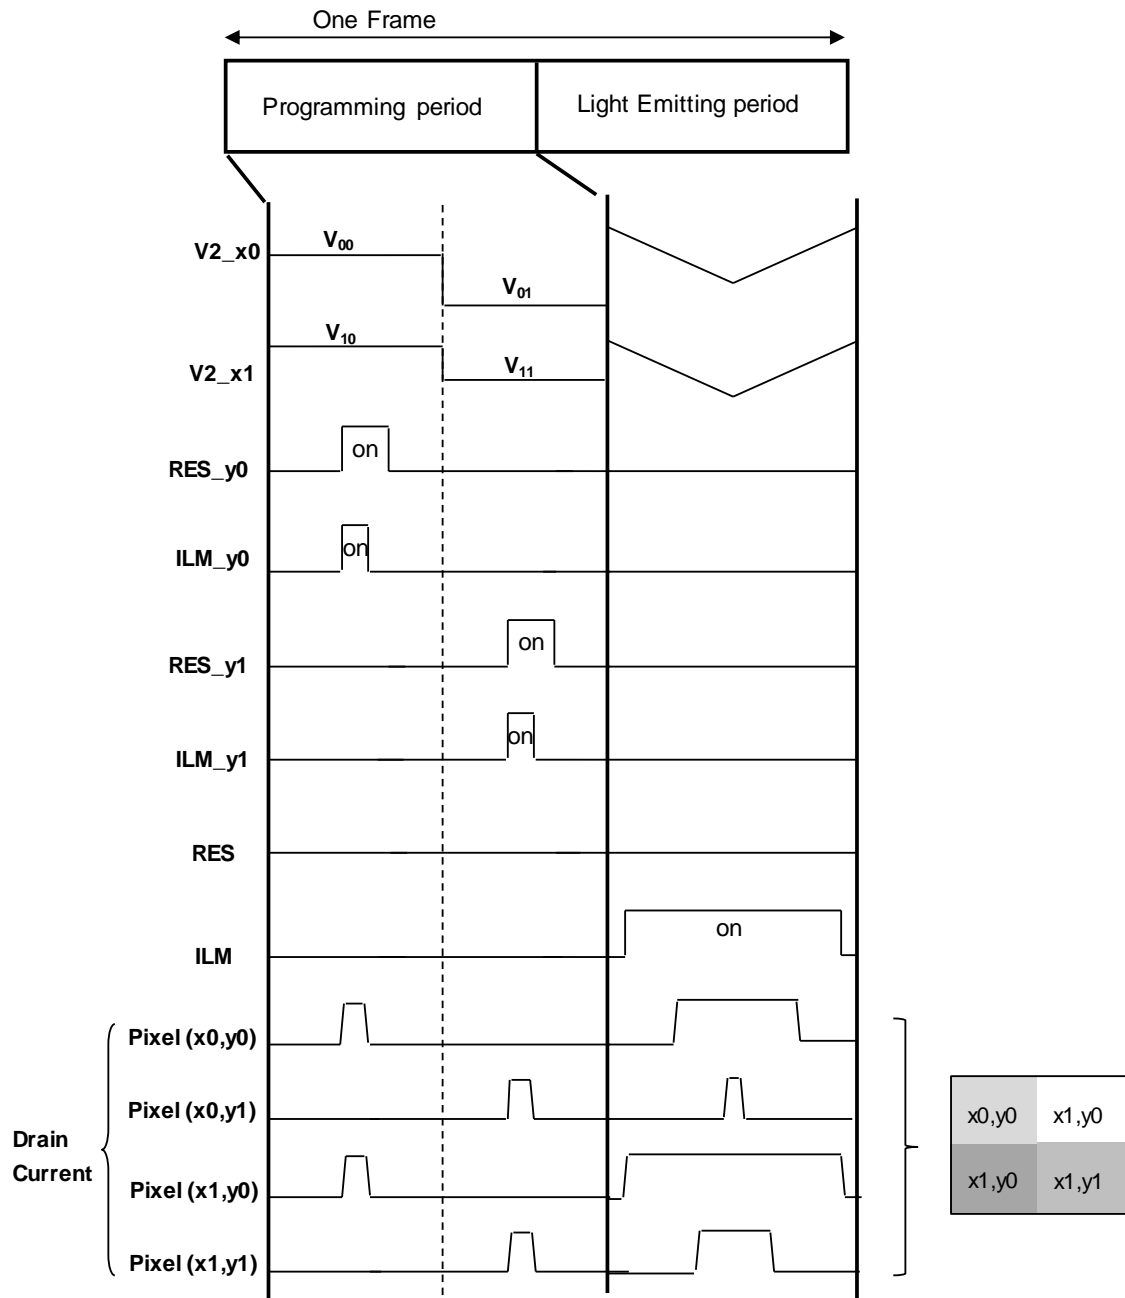 One Frame
Programming period
Light Emitting period
V2_x0
V00
V01
V2_x1
V10
V11
RES_y0
on
ILM_y0
on
RES_y1
on
ILM_y1
on
RES
ILM
on
Drain
Current
Pixel (x0,y0)
Pixel (x0,y1)
Pixel (x1,y0)
Pixel (x1,y1)
x0,y0
x1,y0
x1,y0
x1,y1